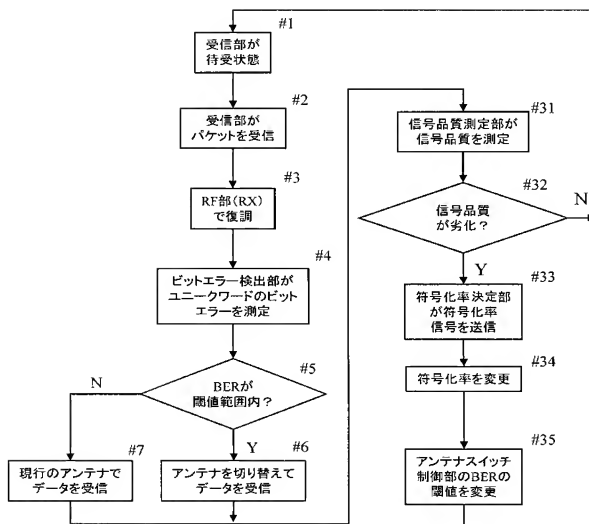 #1
受信部が
待受状態
#2
受信部が
パケットを受信
#3
RF部(RX)
で復調
#4
ビットエラー検出部が
ユニークワードのビット
エラーを測定
#5
BERが
閾値範囲内?
N
Y
#7
現行のアンテナで
データを受信
#6
アンテナを切り替えて
データを受信
#31
信号品質測定部が
信号品質を測定
#32
信号品質
が劣化?
N
Y
#33
符号化率決定部
が符号化率
信号を送信
#34
符号化率を変更
#35
アンテナスイッチ
制御部のBERの
閾値を変更